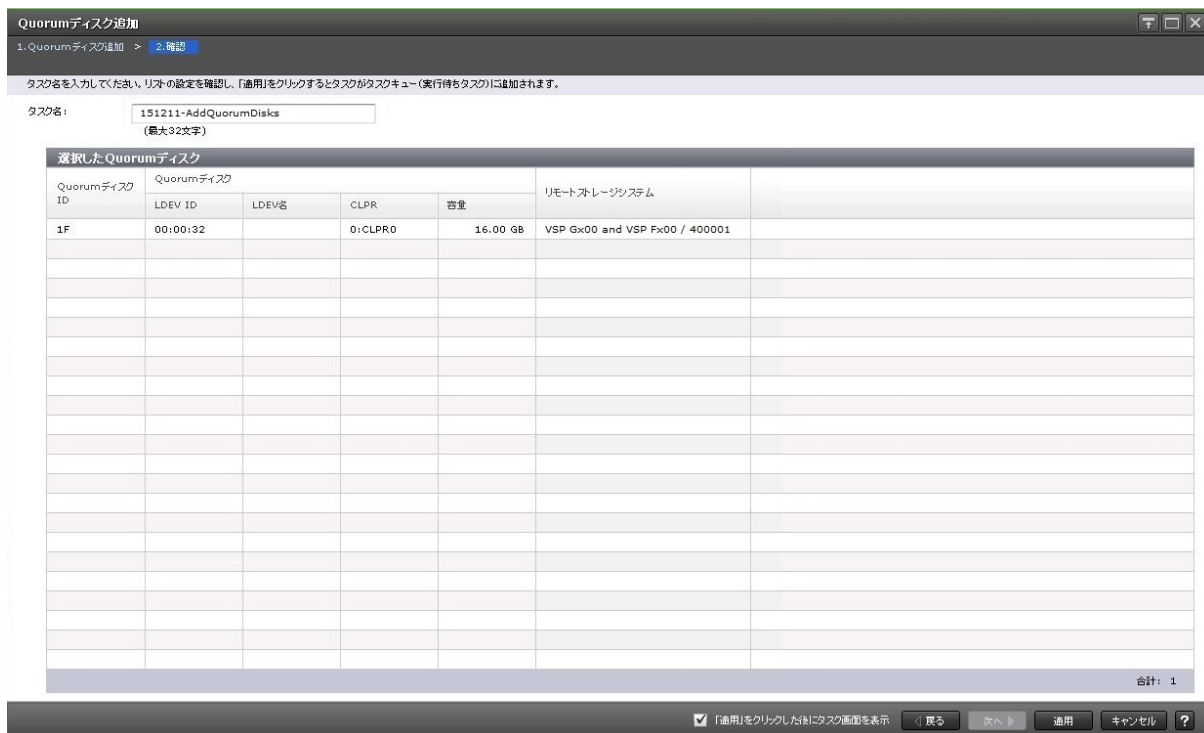 Quorumディスク追加
1.Quorumディスク追加 > 2.確認
タスク名を入力してください。リストの設定を確認し、「適用」をクリックするとタスクがタスクキュー(実行待ちタスク)に追加されます。
タスク名: 151211-AddQuorumDisks
(最大32文字)
選択したQuorumディスク
Quorumディスク ID Quorumディスク リモートストレージシステム
LDEV ID LDEV名 CLPR 容量
1F 00:00:32 0:CLPR0 16.00 GB VSP Gx00 and VSP Fx00 / 400001
合計: 1
「適用」をクリックした後にタスク画面を表示 戻る 次へ 適用 キャンセル ?